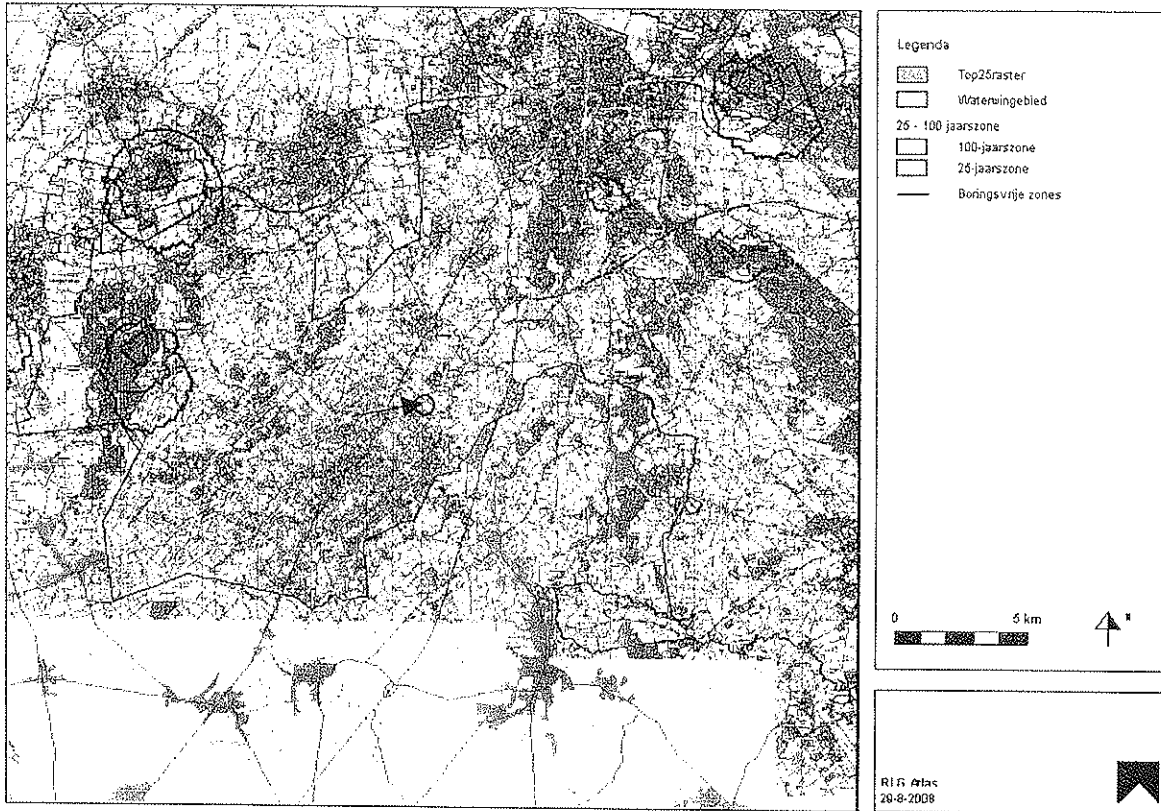 Legenda
Top25raster
Waterwingebied
25 - 100 jaarszone
100-jaarszone
25-jaarszone
Boringsvrije zones
0 5 km
RLG Atlas
29-8-2008